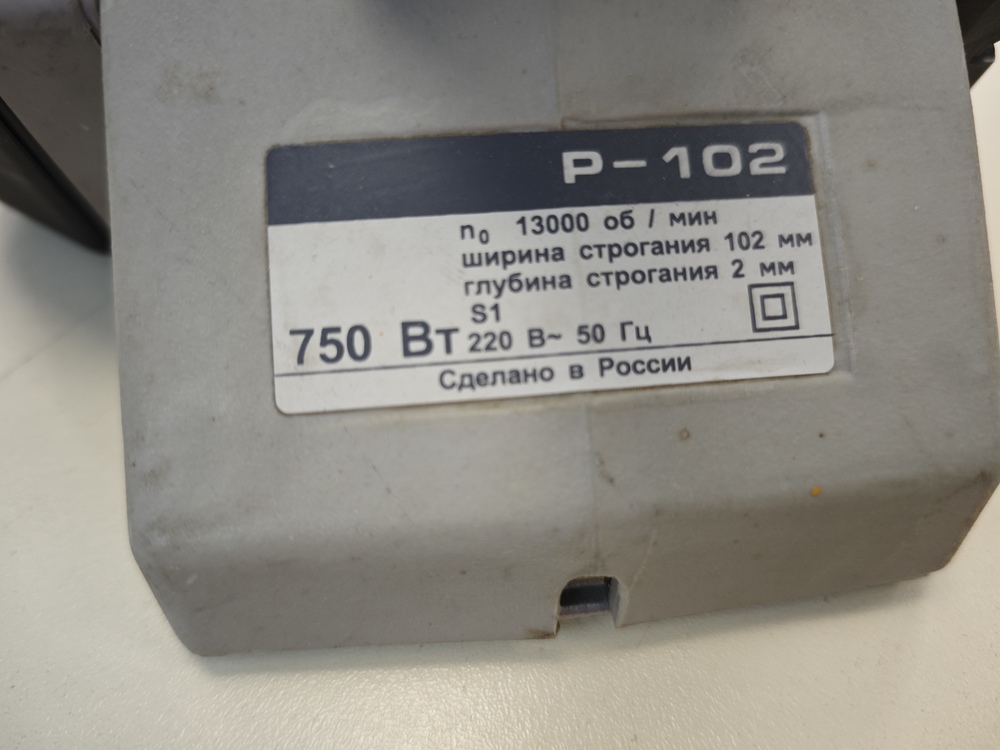 P-102
n0 13000 об / мин
ширина строгания 102 мм
глубина строгания 2 мм
S1
750 Вт 220 В~ 50 Гц
Сделано в России